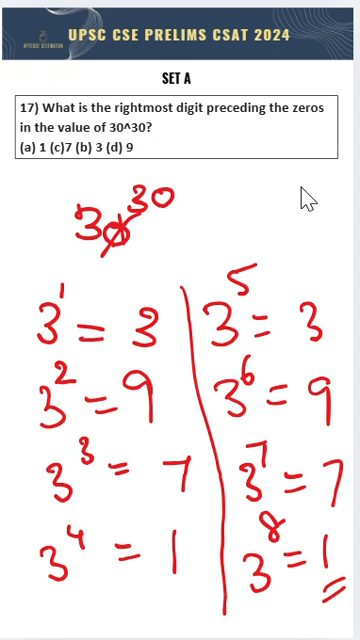 UPSC CSE PRELIMS CSAT 2024
APTITUDE DESTINATION
SET A
17) What is the rightmost digit preceding the zeros
in the value of 30^30?
(a) 1 (c)7 (b) 3 (d) 9
30^30
3^1 = 3
3^2 = 9
3^3 = 7
3^4 = 1
3^5 = 3
3^6 = 9
3^7 = 7
3^8 = 1